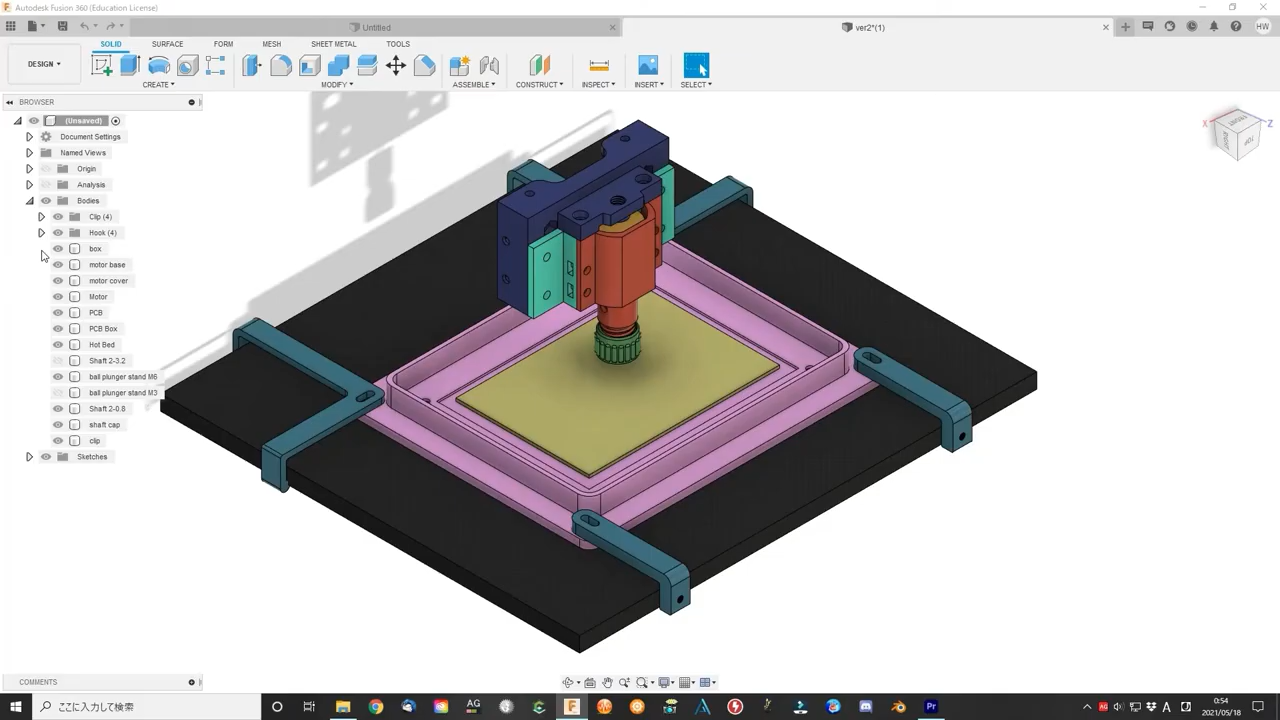 Autodesk Fusion 360 (Education License)
Untitled
ver2*(1)
HW
SOLID SURFACE FORM MESH SHEET METAL TOOLS
DESIGN
CREATE MODIFY ASSEMBLE CONSTRUCT INSPECT INSERT SELECT
BROWSER
(Unsaved)
Document Settings
Named Views
Origin
Analysis
Bodies
Clip (4)
Hook (4)
box
motor base
motor cover
Motor
PCB
PCB Box
Hot Bed
Shaft 2-3.2
ball plunger stand M6
ball plunger stand M3
Shaft 2-0.8
shaft cap
clip
Sketches
X
Z
TOP
COMMENTS
ここに入力して検索
AG
Pr
A
0:54
2021/05/18